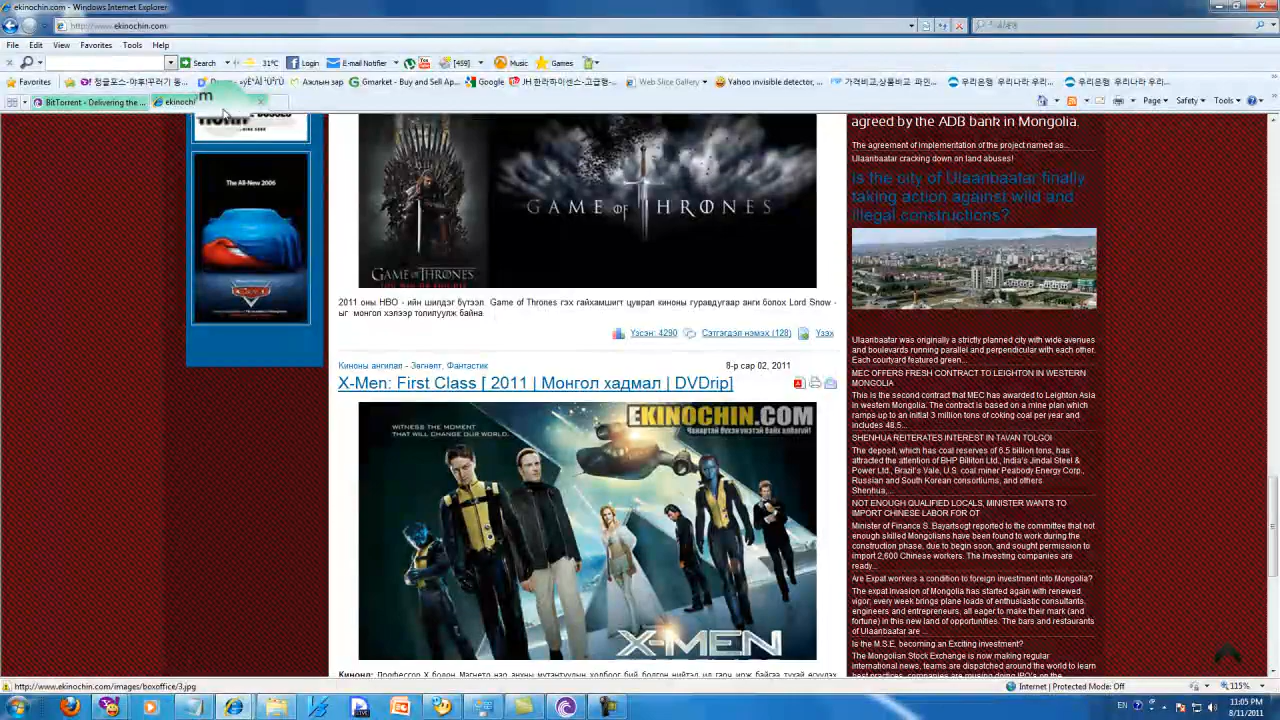 ekinochin.com - Windows Internet Explorer
http://www.ekinochin.com
File Edit View Favorites Tools Help
Search 31°C Login E-Mail Notifier [459] Music Games
Favorites Gmarket - Buy and Sell Ap... Google Web Slice Gallery Yahoo invisible detector, ...
BitTorrent - Delivering the ... ekinochi
Page Safety Tools
The All-New 2006
CARS
GAME OF THRONES
GAME OF THRONES
2011 оны HBO - ийн шилдэг бүтээл Game of Thrones гэх гайхамшигт цуврал киноны гуравдугаар анги болох Lord Snow -
ыг монгол хэлээр толилуулж байна
Үзсэн: 4290 Сэтгэгдэл нэмэх (128) Үзэх
Киноны ангилал - Зөгнөлт, Фантастик 8-р сар 02, 2011
X-Men: First Class [ 2011 | Монгол хадмал | DVDrip]
EKINOCHIN.COM
WITNESS THE MOMENT
THAT WILL CHANGE OUR WORLD.
X-MEN
agreed by the ADB bank in Mongolia.
The agreement of implementation of the project named as...
Ulaanbaatar cracking down on land abuses!
Is the city of Ulaanbaatar finally
taking action against wild and
illegal constructions?
Ulaanbaatar was originally a strictly planned city with wide avenues
and boulevards running parallel and perpendicular with each other.
Each courtyard featured green...
MEC OFFERS FRESH CONTRACT TO LEIGHTON IN WESTERN
MONGOLIA
This is the second contract that MEC has awarded to Leighton Asia
in western Mongolia. The contract is based on a mine plan which
ramps up to an initial 3 million tons of coking coal per year and
includes 48.5...
SHENHUA REITERATES INTEREST IN TAVAN TOLGOI
The deposit, which has coal reserves of 6.5 billion tons, has
attracted the attention of BHP Billiton Ltd., India's Jindal Steel &
Power Ltd., Brazil's Vale, U.S. coal miner Peabody Energy Corp.,
Russian and South Korean consortiums, and others
Shenhua,...
NOT ENOUGH QUALIFIED LOCALS, MINISTER WANTS TO
IMPORT CHINESE LABOR FOR OT
Minister of Finance S. Bayartsogt reported to the committee that not
enough skilled Mongolians have been found to work during the
construction phase, due to begin soon, and sought permission to
import 2,600 Chinese workers. The investing companies are
ready...
Are Expat workers a condition to foreign investment into Mongolia?
The expat invasion of Mongolia has started again with renewed
vigor; every week brings plane loads of enthusiastic consultants,
engineers and entrepreneurs, all eager to make their mark (and
fortune) in this new land of opportunities. The bars and restaurants
of Ulaanbaatar are ...
Is the M.S.E, becoming an Exciting investment?
The Mongolian Stock Exchange is now making regular
international news, teams are dispatched around the world to learn
http://www.ekinochin.com/images/boxoffice/3.jpg
Internet | Protected Mode: Off 115%
EN 11:05 PM
8/11/2011